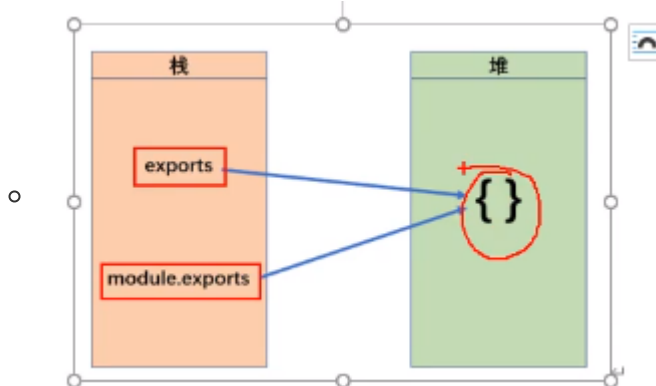 栈
堆
exports
{ }
module.exports